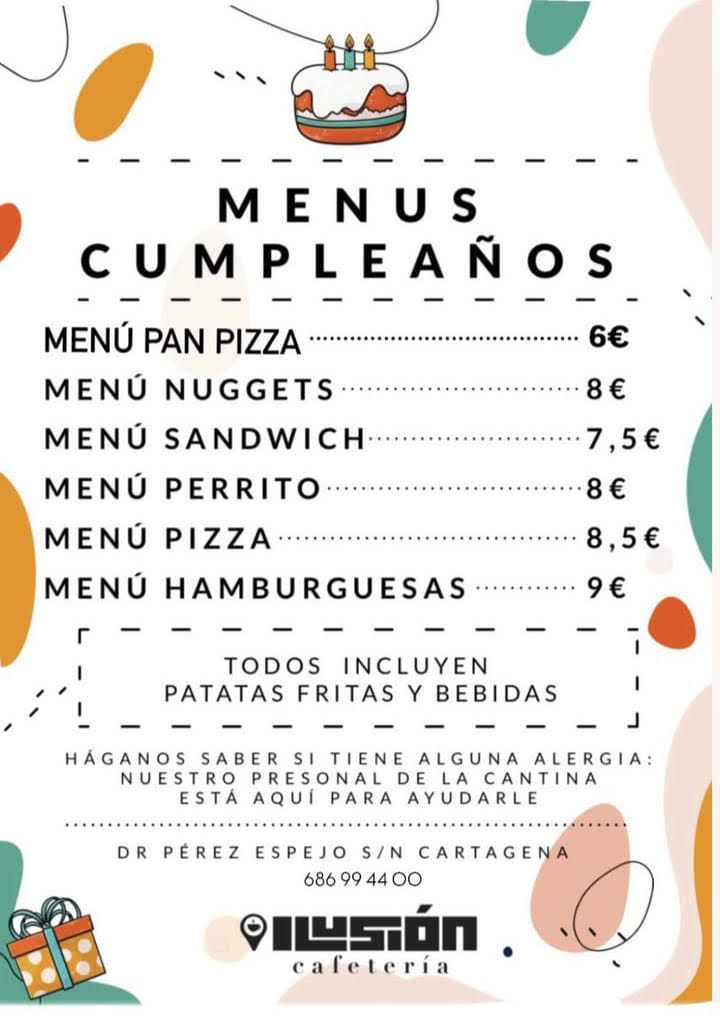 MENUS
CUMPLEAÑOS
MENÚ PAN PIZZA 6€
MENÚ NUGGETS 8€
MENÚ SANDWICH 7,5€
MENÚ PERRITO 8€
MENÚ PIZZA 8,5€
MENÚ HAMBURGUESAS 9€
TODOS INCLUYEN
PATATAS FRITAS Y BEBIDAS
HÁGANOS SABER SI TIENE ALGUNA ALERGIA:
NUESTRO PRESONAL DE LA CANTINA
ESTÁ AQUÍ PARA AYUDARLE
DR PÉREZ ESPEJO S/N CARTAGENA
686 99 44 00
ILUSIÓN
cafetería